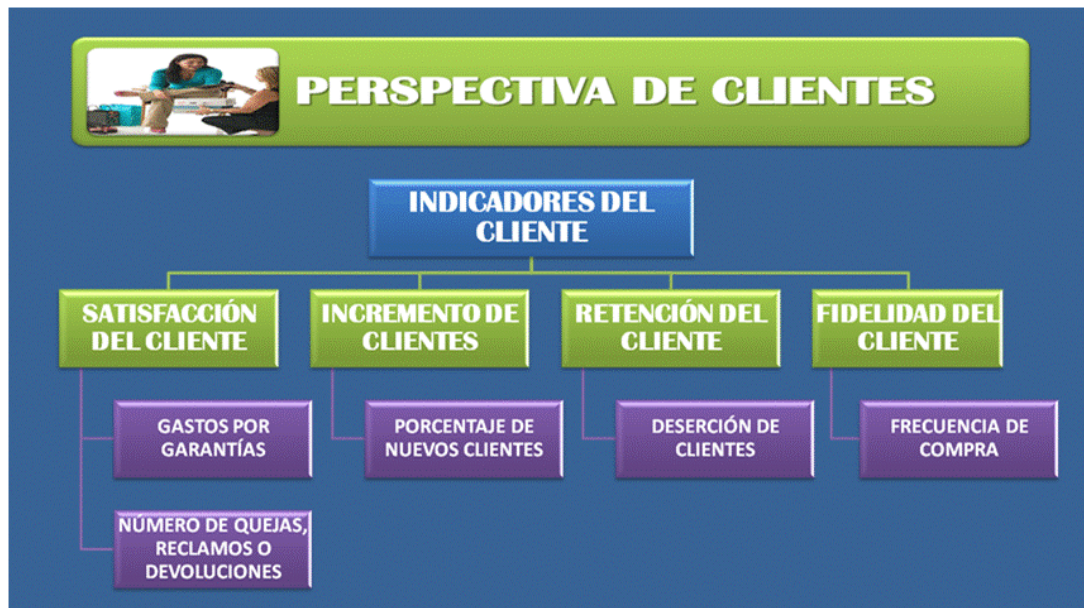 PERSPECTIVA DE CLIENTES
INDICADORES DEL
CLIENTE
SATISFACCIÓN
DEL CLIENTE
INCREMENTO DE
CLIENTES
RETENCIÓN DEL
CLIENTE
FIDELIDAD DEL
CLIENTE
GASTOS POR
GARANTÍAS
PORCENTAJE DE
NUEVOS CLIENTES
DESERCIÓN DE
CLIENTES
FRECUENCIA DE
COMPRA
NÚMERO DE QUEJAS,
RECLAMOS O
DEVOLUCIONES